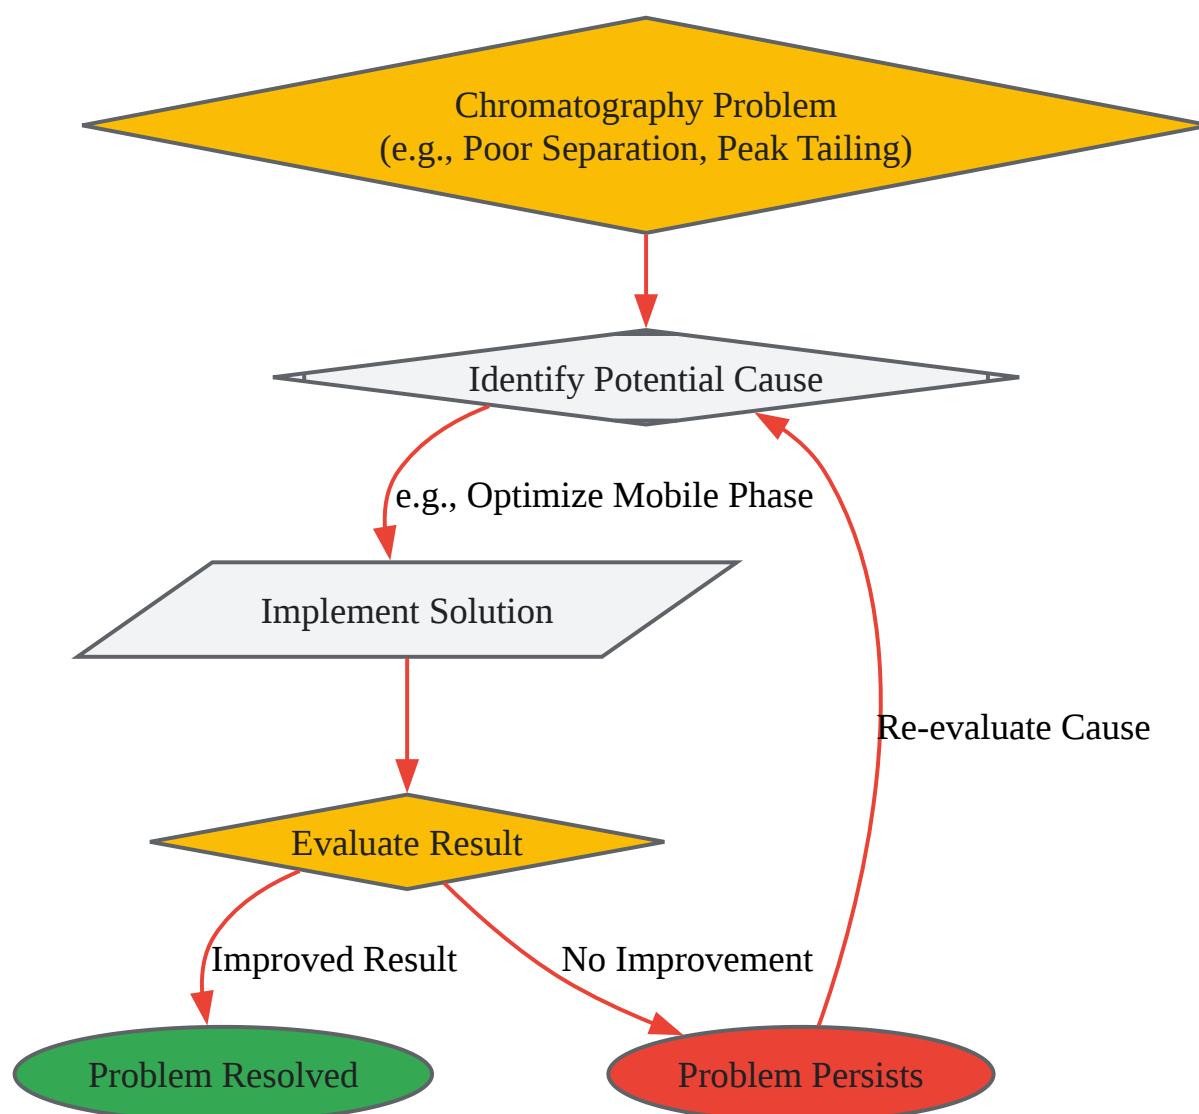 Chromatography Problem
(e.g., Poor Separation, Peak Tailing)
Identify Potential Cause
e.g., Optimize Mobile Phase
Implement Solution
Re-evaluate Cause
Evaluate Result
Improved Result
No Improvement
Problem Resolved
Problem Persists